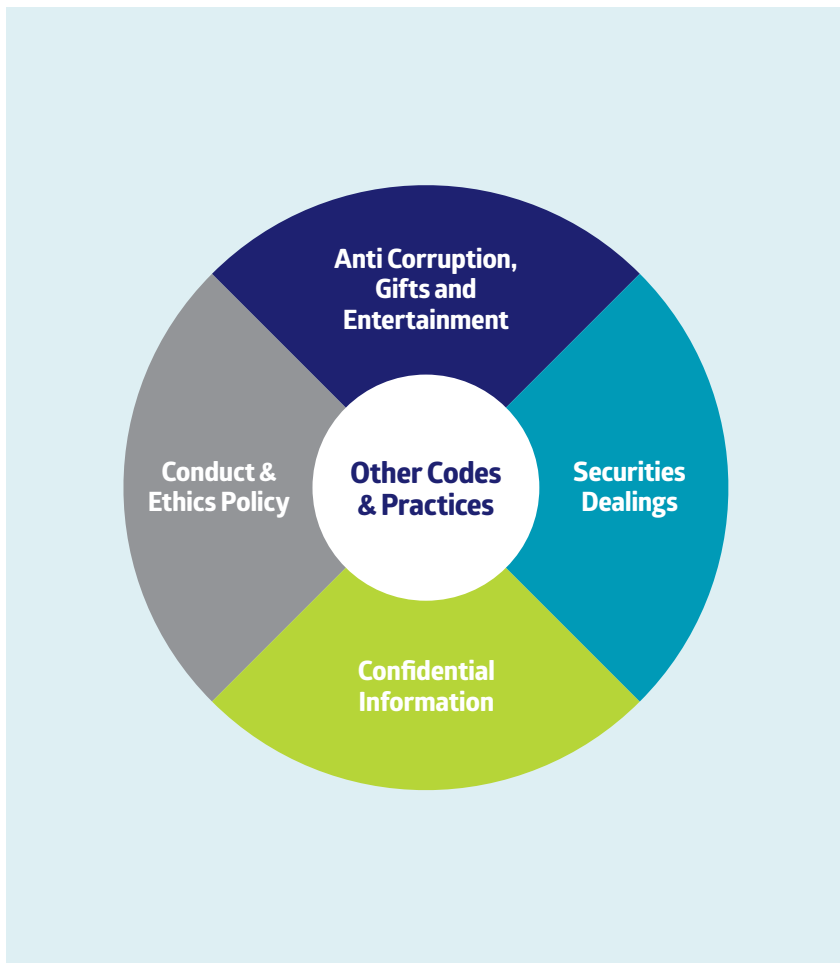 Anti Corruption,
Gifts and
Entertainment
Conduct &
Ethics Policy
Other Codes
& Practices
Securities
Dealings
Confidential
Information